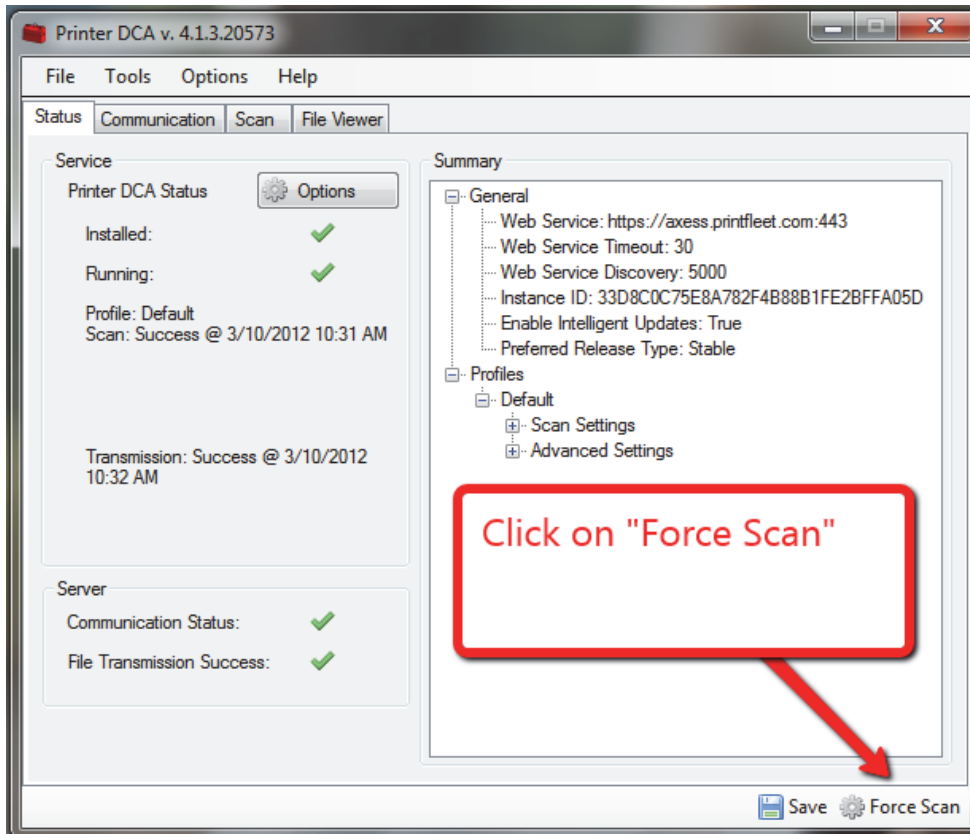 Printer DCA v. 4.1.3.20573
File Tools Options Help
Status Communication Scan File Viewer
Service
Printer DCA Status Options
Installed:
Running:
Profile: Default
Scan: Success @ 3/10/2012 10:31 AM
Transmission: Success @ 3/10/2012
10:32 AM
Server
Communication Status:
File Transmission Success:
Summary
General
Web Service: https://axess.printfleet.com:443
Web Service Timeout: 30
Web Service Discovery: 5000
Instance ID: 33D8C0C75E8A782F4B88B1FE2BFFA05D
Enable Intelligent Updates: True
Preferred Release Type: Stable
Profiles
Default
Scan Settings
Advanced Settings
Click on "Force Scan"
Save Force Scan